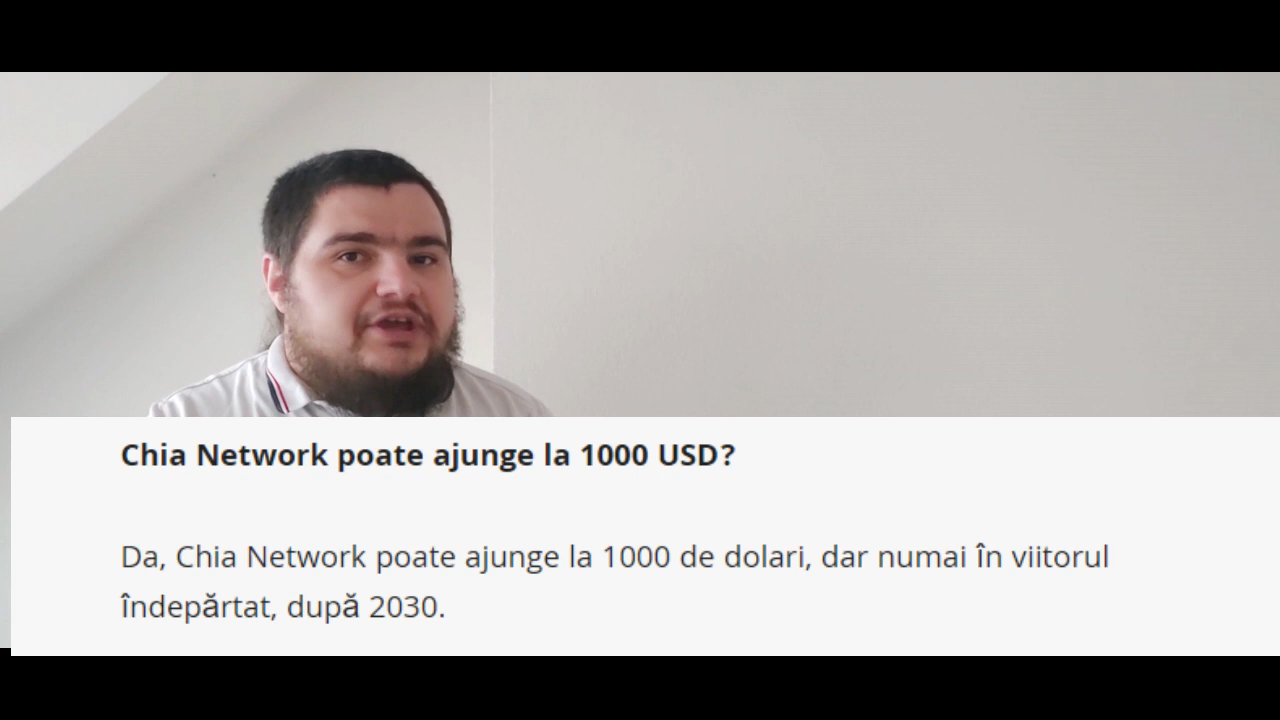 Chia Network poate ajunge la 1000 USD?
Da, Chia Network poate ajunge la 1000 de dolari, dar numai în viitorul
îndepărtat, după 2030.